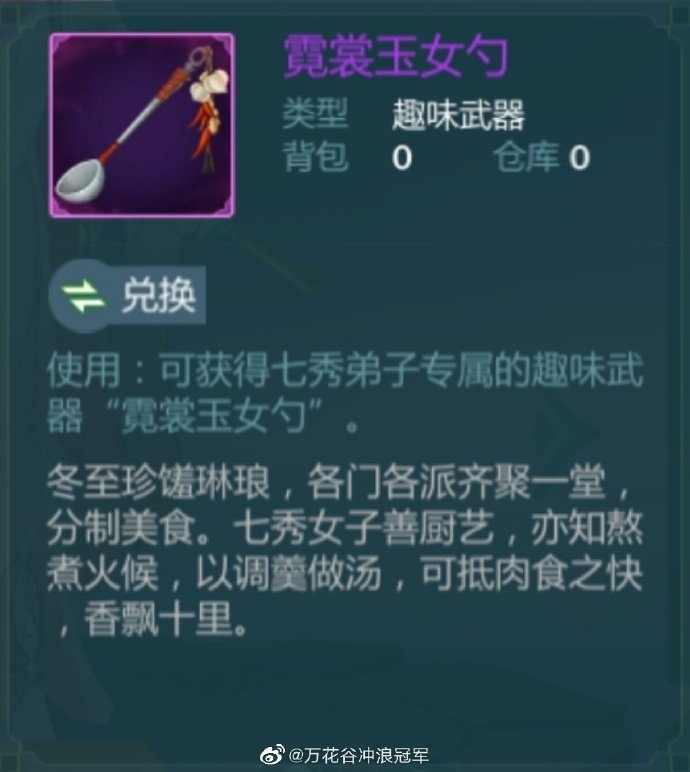 霓裳玉女勺
类型 趣味武器
背包 0 仓库 0
兑换
使用：可获得七秀弟子专属的趣味武
器“霓裳玉女勺”。
冬至珍馐琳琅，各门各派齐聚一堂，
分制美食。七秀女子善厨艺，亦知熬
煮火候，以调羹做汤，可抵肉食之快
，香飘十里。
@万花谷冲浪冠军